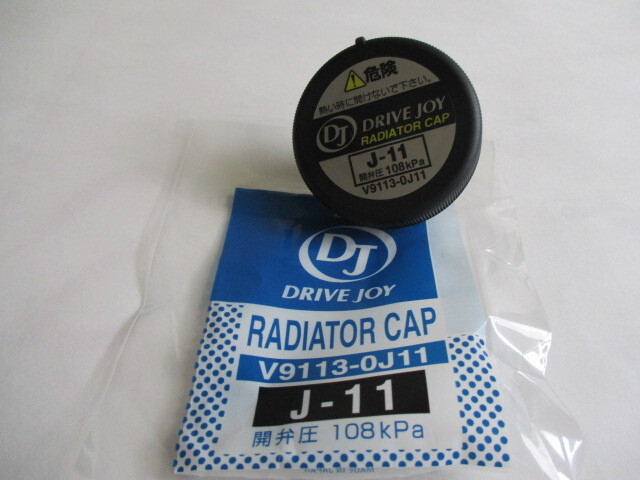 危険
熱い時に開けないで下さい。
DJ DRIVE JOY
RADIATOR CAP
J-11
開弁圧 108kPa
V9113-0J11
DJ
DRIVE JOY
RADIATOR CAP
V9113-0J11
J-11
開弁圧 108kPa